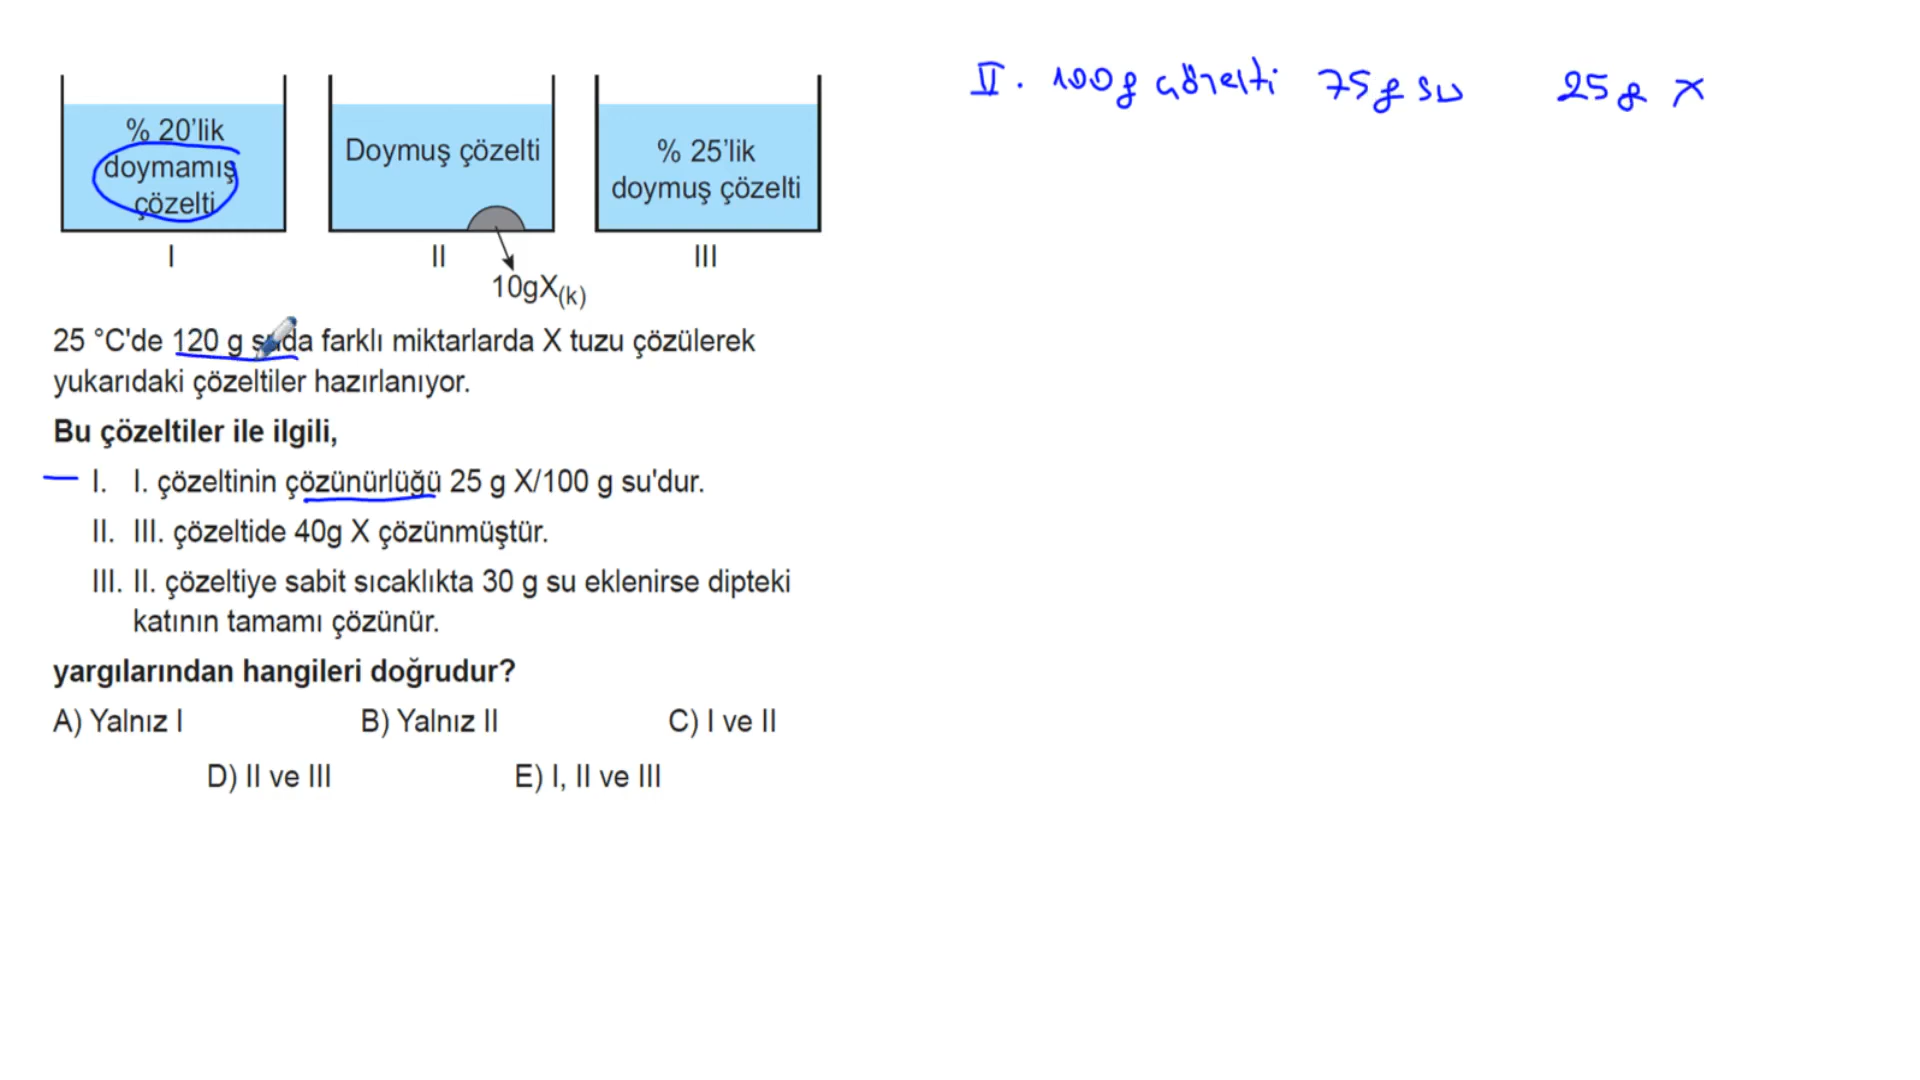 II. 100g çözelti 75g su 25g X
% 20'lik
doymamış
çözelti
I
Doymuş çözelti
II
10gX(k)
% 25'lik
doymuş çözelti
III
25 °C'de 120 g suda farklı miktarlarda X tuzu çözülerek
yukarıdaki çözeltiler hazırlanıyor.
Bu çözeltiler ile ilgili,
I. I. çözeltinin çözünürlüğü 25 g X/100 g su'dur.
II. III. çözeltide 40g X çözünmüştür.
III. II. çözeltiye sabit sıcaklıkta 30 g su eklenirse dipteki
katının tamamı çözünür.
yargılarından hangileri doğrudur?
A) Yalnız I B) Yalnız II C) I ve II
D) II ve III E) I, II ve III